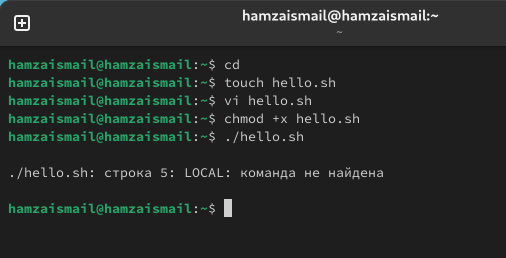 hamzaismail@hamzaismail:~
~
hamzaismail@hamzaismail:~$ cd
hamzaismail@hamzaismail:~$ touch hello.sh
hamzaismail@hamzaismail:~$ vi hello.sh
hamzaismail@hamzaismail:~$ chmod +x hello.sh
hamzaismail@hamzaismail:~$ ./hello.sh
./hello.sh: строка 5: LOCAL: команда не найдена
hamzaismail@hamzaismail:~$